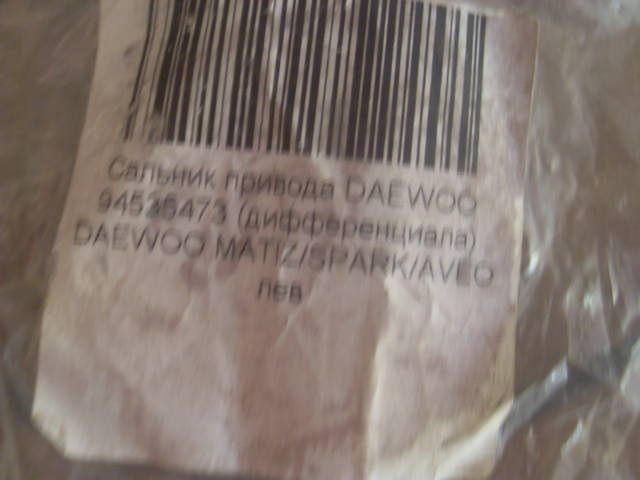 Сальник привода DAEWOO
94535473 (дифференциала)
DAEWOO MATIZ/SPARK/AVEO
лев